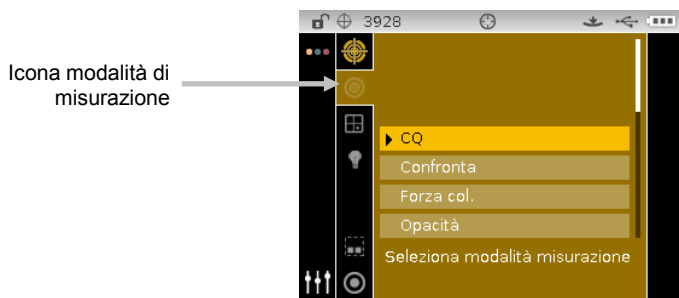 3928
Icona modalità di
misurazione
CQ
Confronta
Forza col.
Opacità
Seleziona modalità misurazione